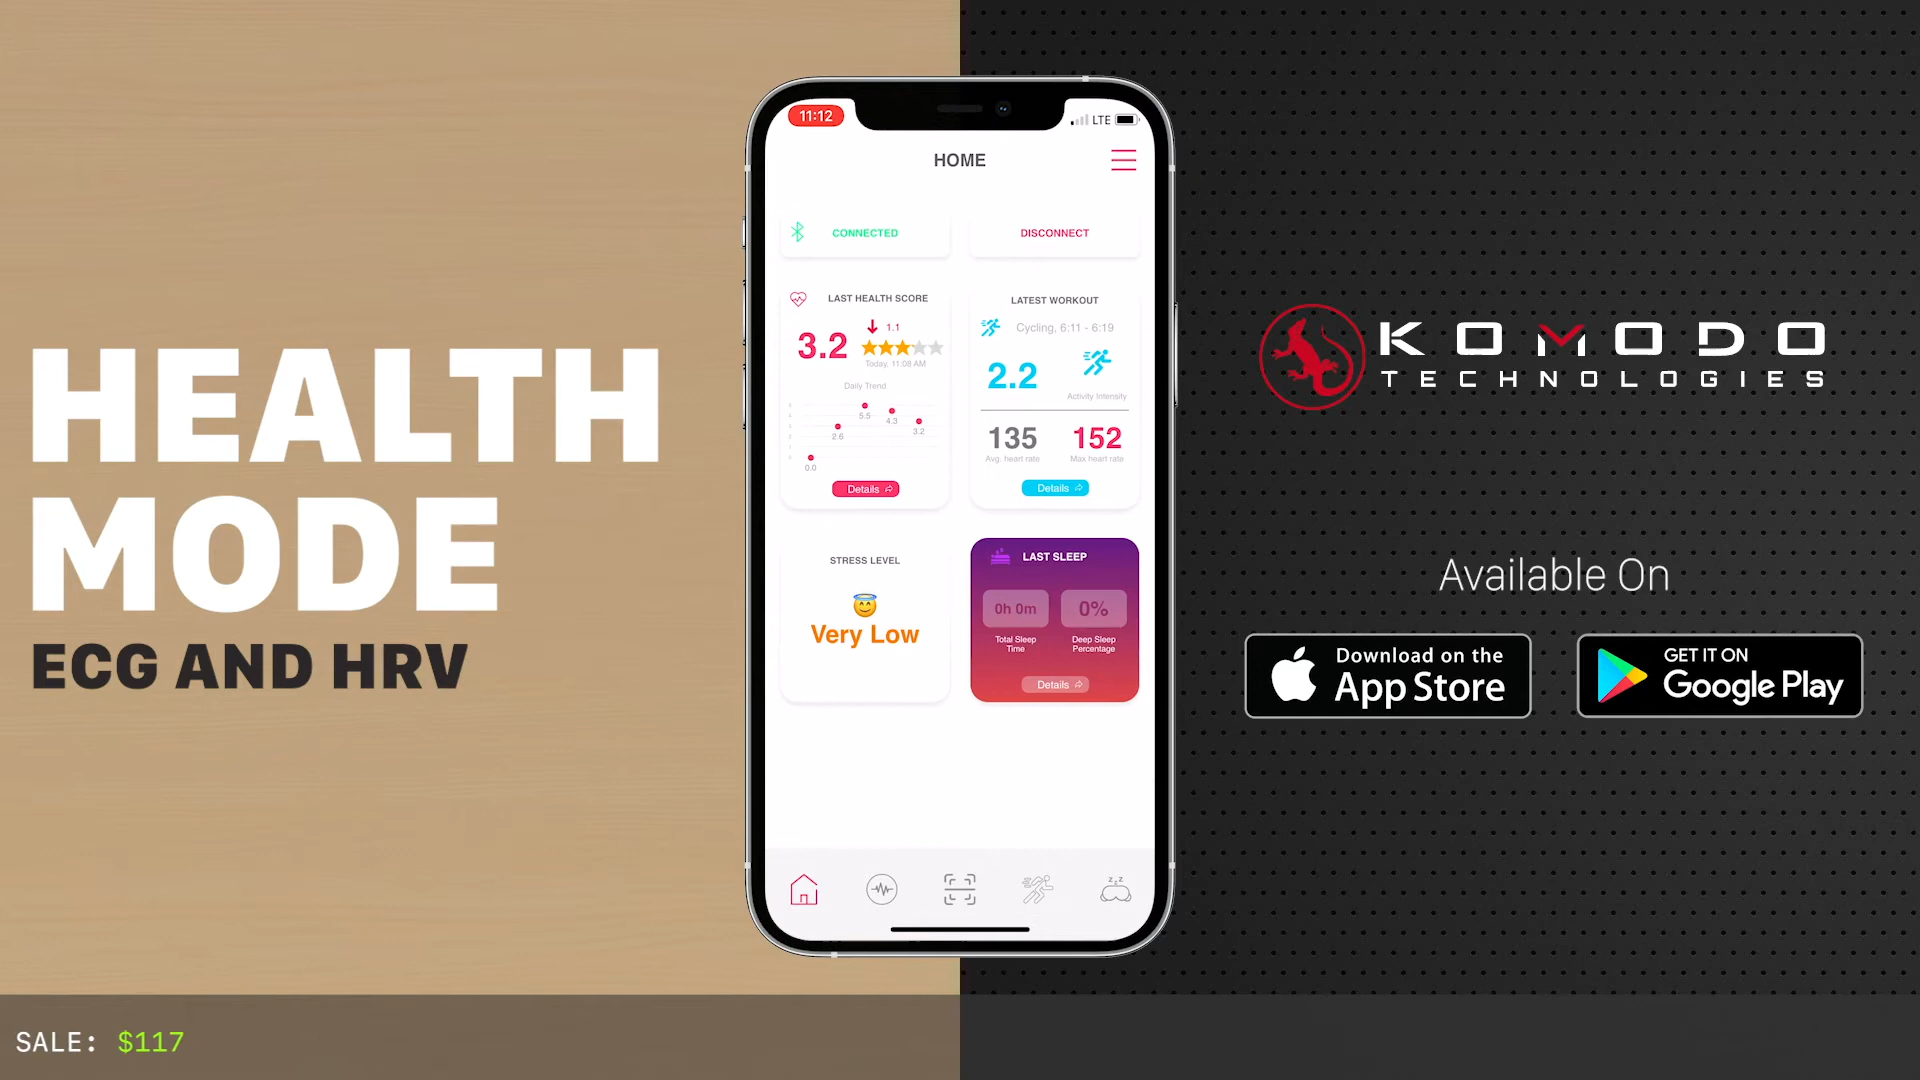 HEALTH
MODE
ECG AND HRV
11:12
LTE
HOME
CONNECTED
DISCONNECT
LAST HEALTH SCORE
3.2
1.1
Today, 11:08 AM
Daily Trend
5.5
4.3
3.2
2.6
0.0
Details
LATEST WORKOUT
Cycling, 6:11 - 6:19
2.2
Activity Intensity
135
152
Avg. heart rate
Max heart rate
Details
STRESS LEVEL
Very Low
LAST SLEEP
0h 0m
0%
Total Sleep
Time
Deep Sleep
Percentage
Details
KOMODO
TECHNOLOGIES
Available On
Download on the
App Store
GET IT ON
Google Play
SALE: $117